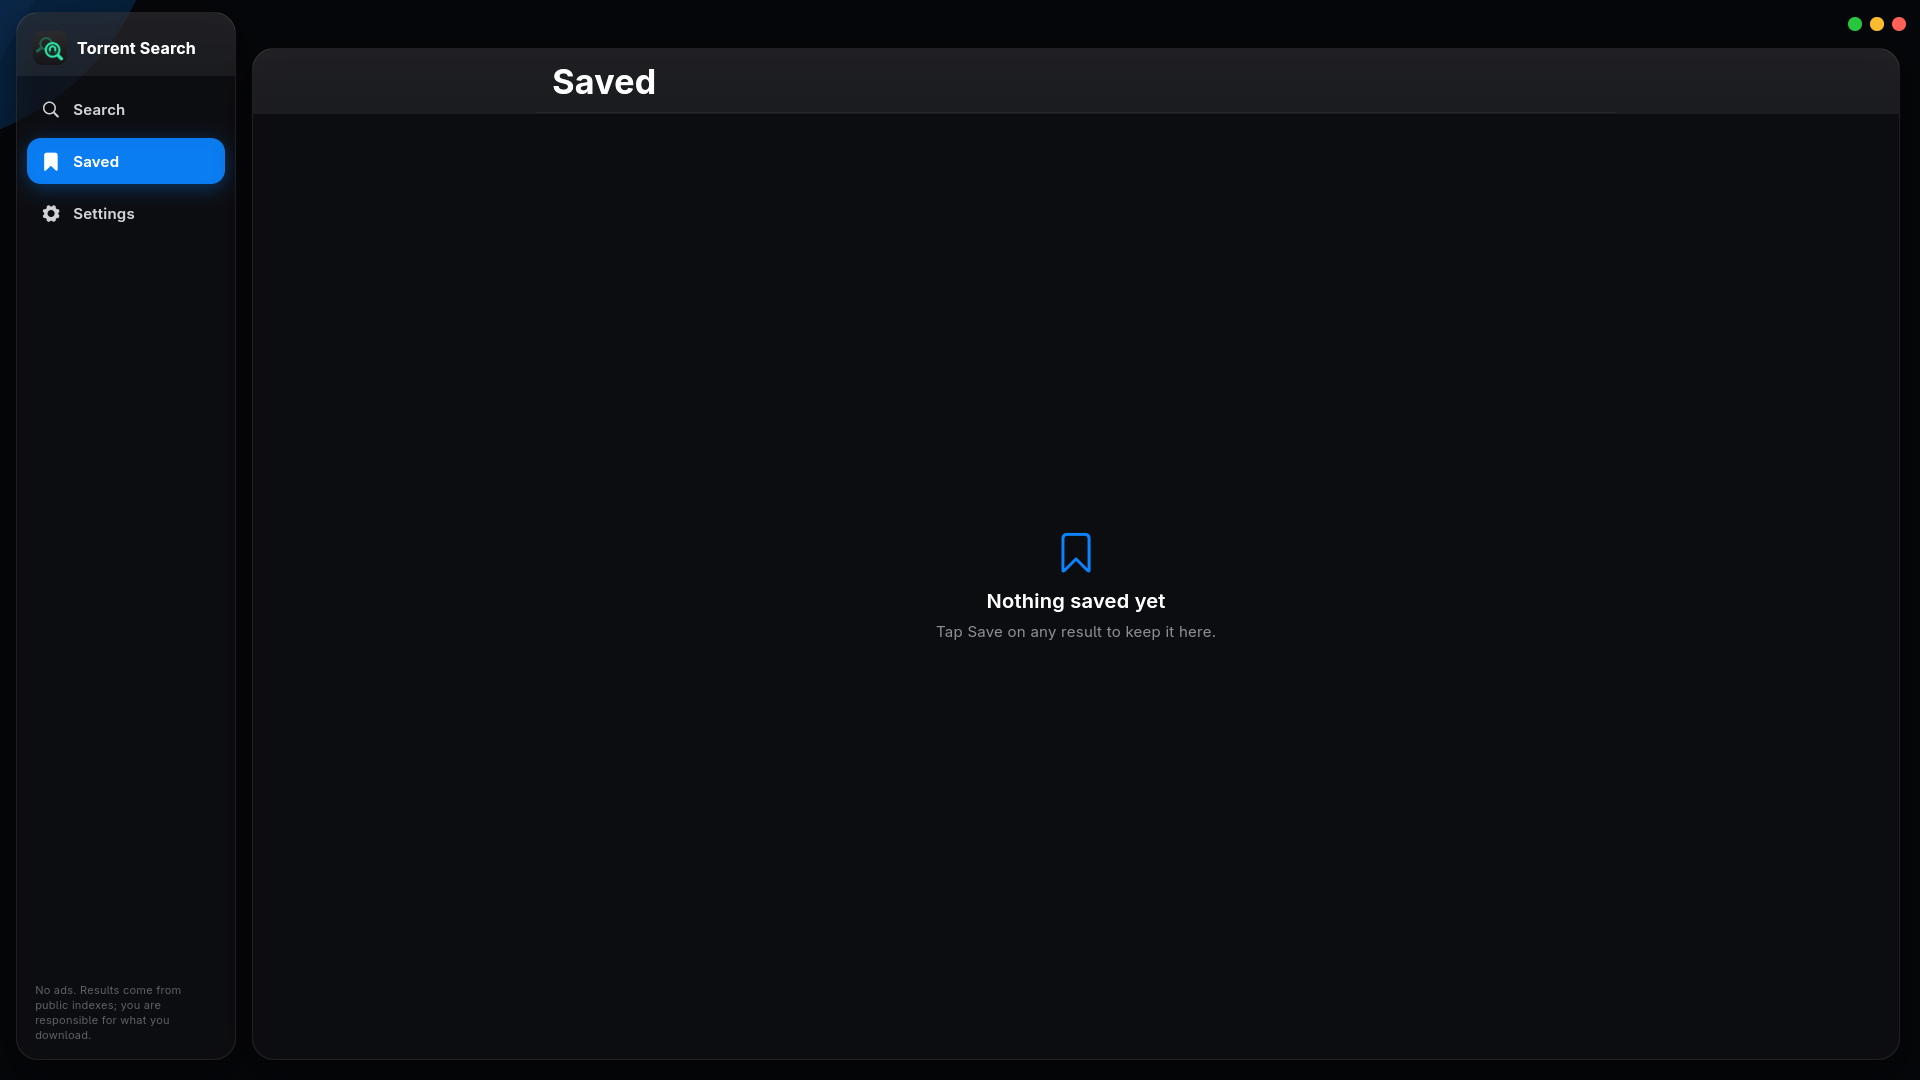 Torrent Search
Search
Saved
Settings
No ads. Results come from
public indexes; you are
responsible for what you
download.
Saved
Nothing saved yet
Tap Save on any result to keep it here.